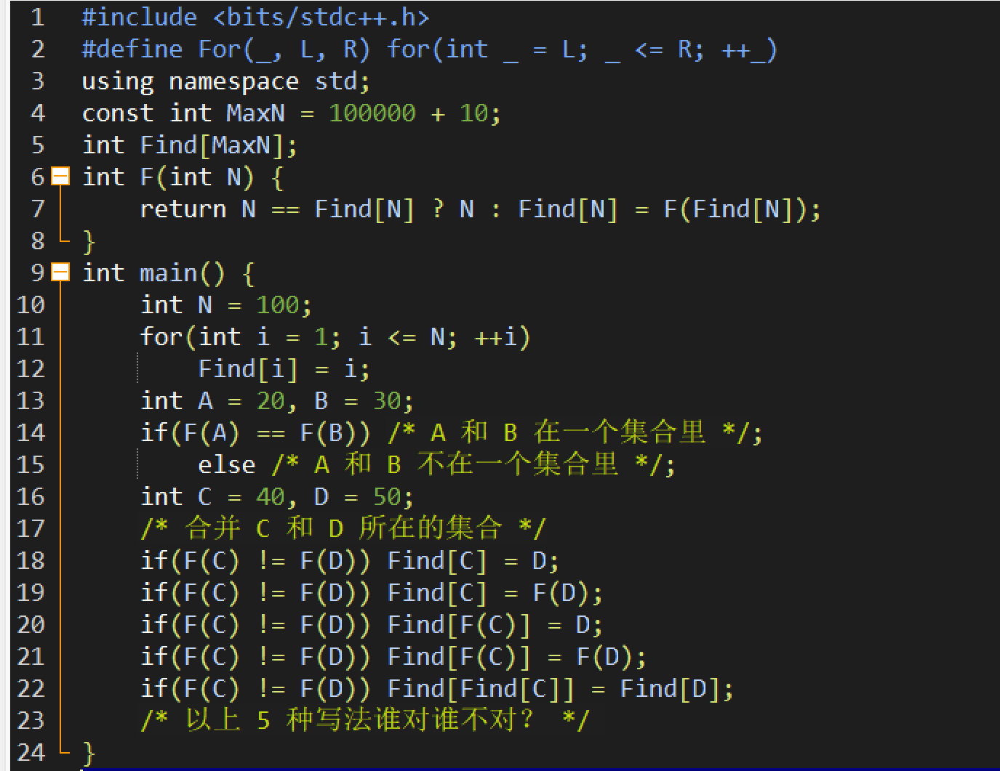 1 #include <bits/stdc++.h>
2 #define For(_, L, R) for(int _ = L; _ <= R; ++_)
3 using namespace std;
4 const int MaxN = 100000 + 10;
5 int Find[MaxN];
6 int F(int N) {
7     return N == Find[N] ? N : Find[N] = F(Find[N]);
8 }
9 int main() {
10     int N = 100;
11     for(int i = 1; i <= N; ++i)
12         Find[i] = i;
13     int A = 20, B = 30;
14     if(F(A) == F(B)) /* A 和 B 在一个集合里 */;
15         else /* A 和 B 不在一个集合里 */;
16     int C = 40, D = 50;
17     /* 合并 C 和 D 所在的集合 */
18     if(F(C) != F(D)) Find[C] = D;
19     if(F(C) != F(D)) Find[C] = F(D);
20     if(F(C) != F(D)) Find[F(C)] = D;
21     if(F(C) != F(D)) Find[F(C)] = F(D);
22     if(F(C) != F(D)) Find[Find[C]] = Find[D];
23     /* 以上 5 种写法谁对谁不对? */
24 }